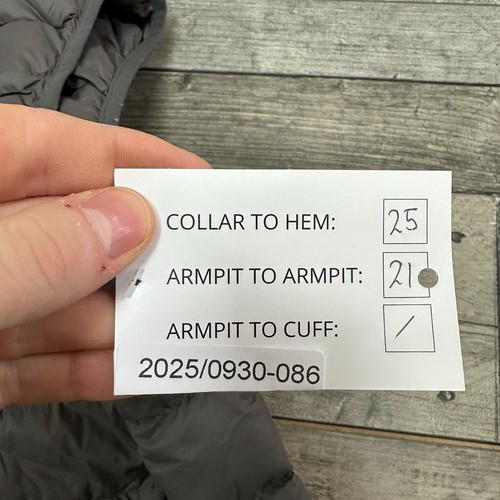 COLLAR TO HEM: 25
ARMPIT TO ARMPIT: 21
ARMPIT TO CUFF: /
2025/0930-086